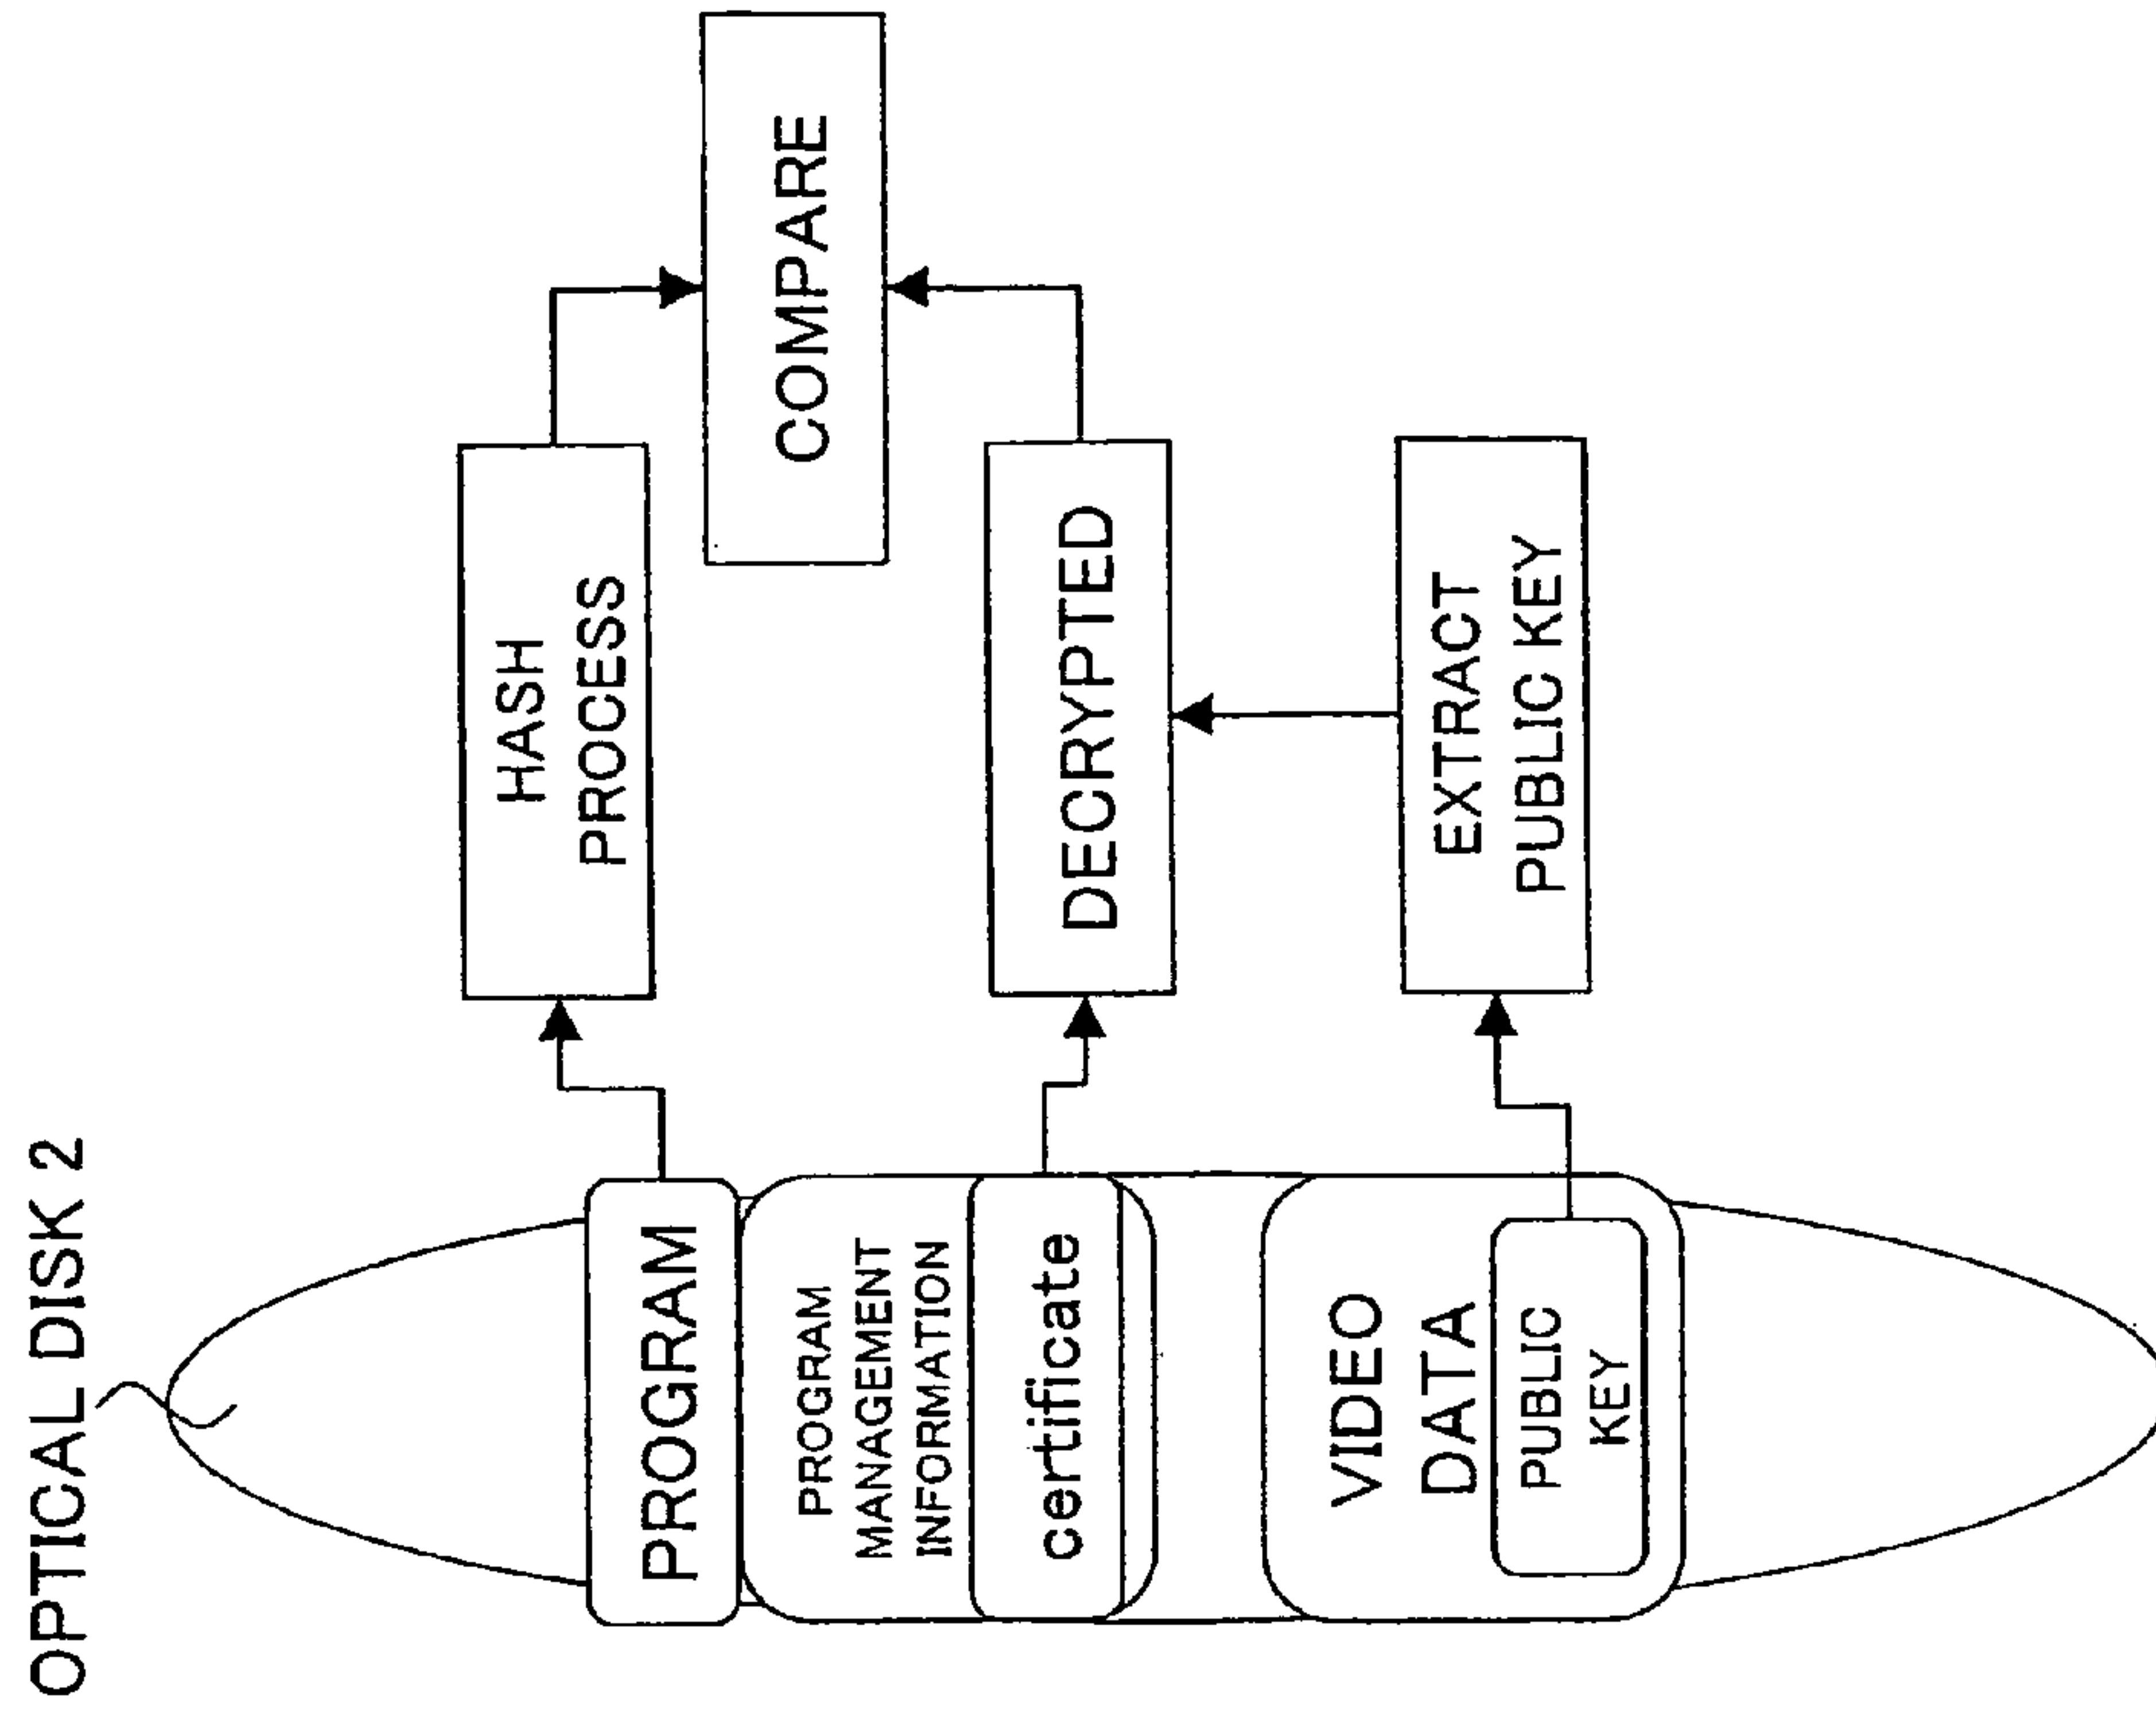 OPTICAL DISK 2
PROGRAM
PROGRAM
MANAGEMENT
INFORMATION
certificate
VIDEO
DATA
PUBLIC
KEY
HASH
PROCESS
DECRYPTED
EXTRACT
PUBLIC KEY
COMPARE